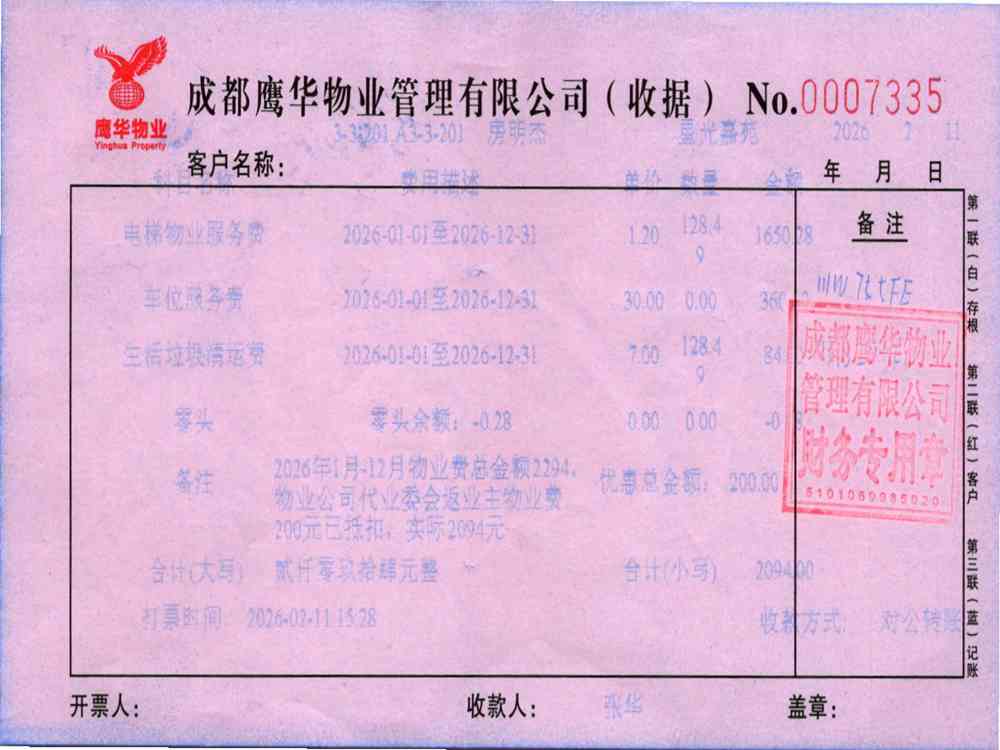 鹰华物业
Yinghua Property
成都鹰华物业管理有限公司（收据） No.0007335
3-3-201 A3-3-201 房明杰 星光嘉苑 2026 2 11
客户名称： 年 月 日
科目名称 费用描述 单价 数量 金额
备注
电梯物业服务费 2026-01-01至2026-12-31 1.20 128.49 1650.28
车位服务费 2026-01-01至2026-12-31 30.00 0.00
生活垃圾清运费 2026-01-01至2026-12-31 7.00 128.49
零头 零头余额：-0.28 0.00 0.00
备注 2026年1月-12月物业费总金额2294，
物业公司代业委会返业主物业费
200元已抵扣，实际2094元
优惠总金额： 200.00
合计(大写) 贰仟零玖拾肆元整 合计(小写) 2094.00
打票时间 2026-02-11 15:28 收款方式： 对公转账
成都鹰华物业
管理有限公司
财务专用章
5101069985020
第一联（白）存根 第二联（红）客户 第三联（蓝）记账
开票人： 收款人： 张华 盖章：